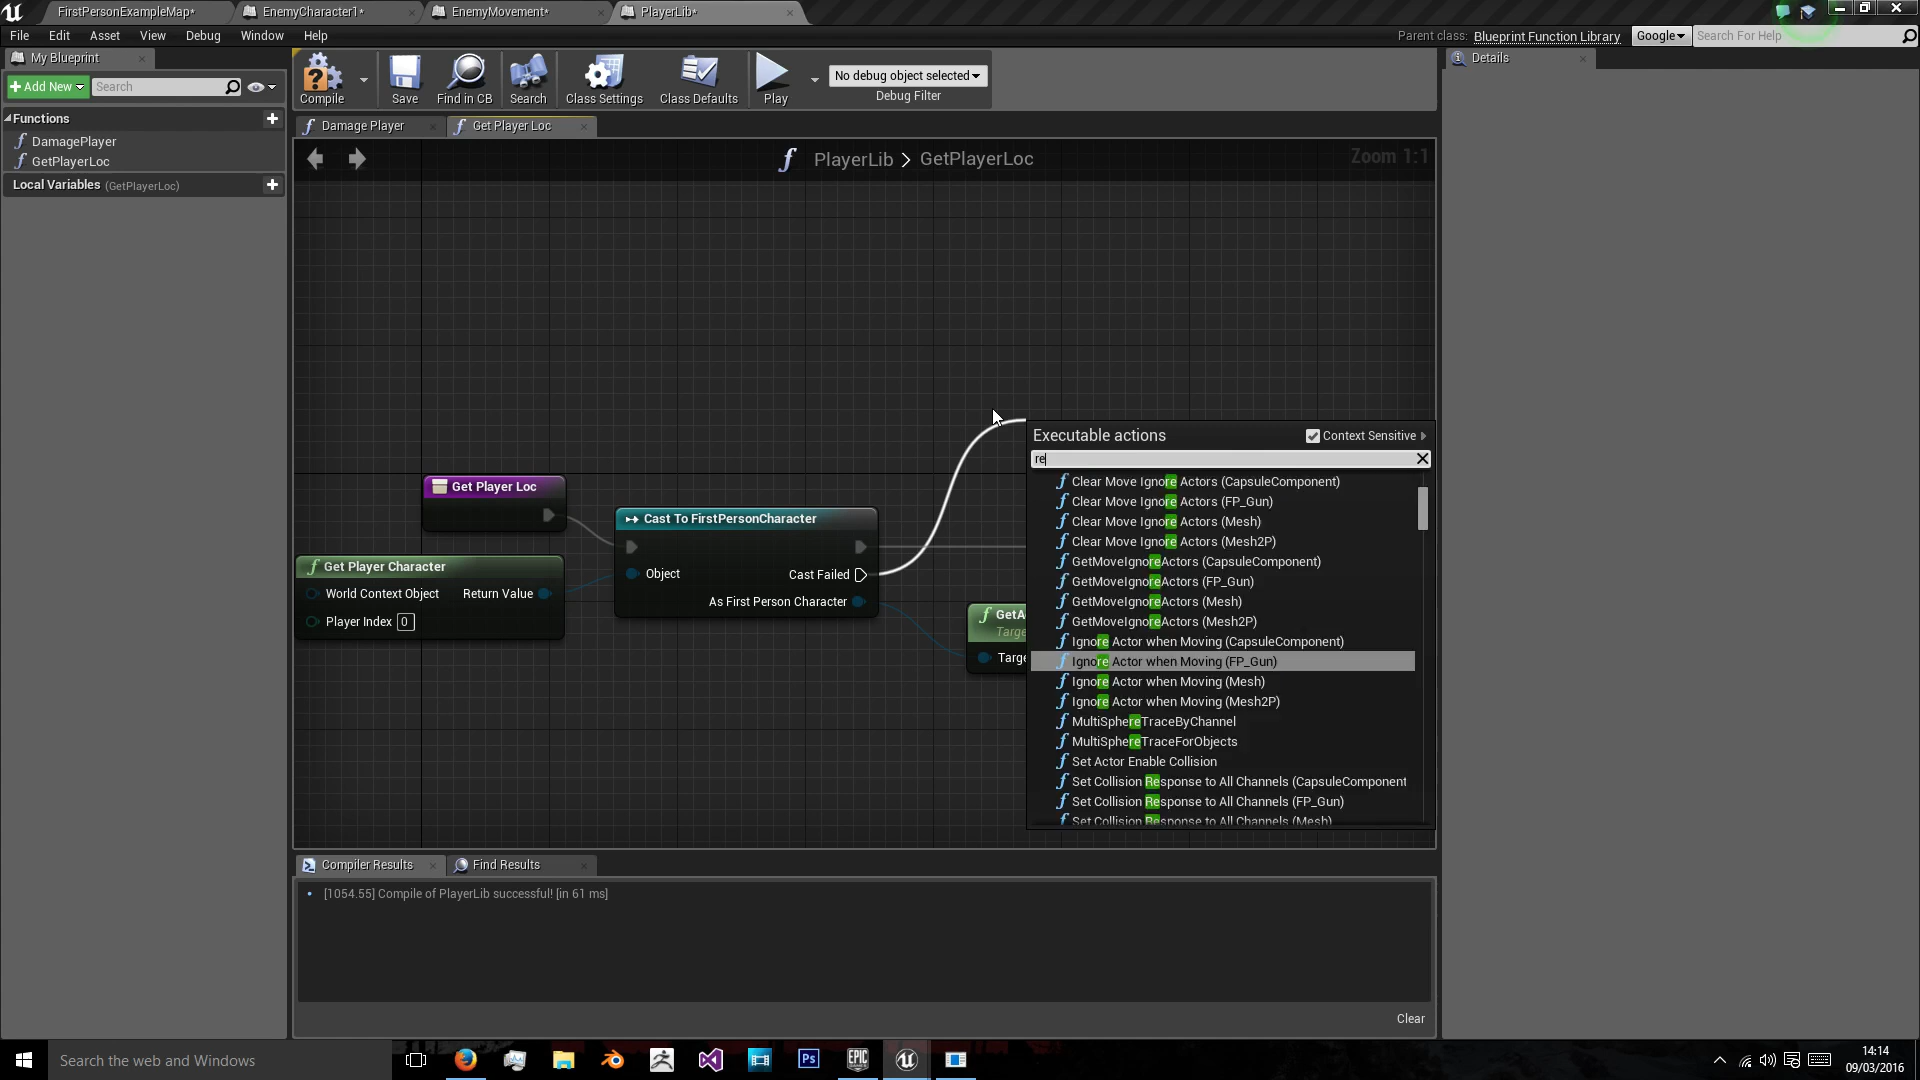 FirstPersonExampleMap*
EnemyCharacter1*
EnemyMovement*
PlayerLib*
File Edit Asset View Debug Window Help
Parent class: Blueprint Function Library
Google
Search For Help
My Blueprint
Details
Add New
Search
Compile
Save
Find in CB
Search
Class Settings
Class Defaults
Play
No debug object selected
Debug Filter
Functions
DamagePlayer
GetPlayerLoc
Local Variables (GetPlayerLoc)
Damage Player
Get Player Loc
PlayerLib > GetPlayerLoc
Zoom 1:1
Get Player Loc
Get Player Character
World Context Object
Return Value
Player Index 0
Cast To FirstPersonCharacter
Object
Cast Failed
As First Person Character
Executable actions
Context Sensitive
re
Clear Move Ignore Actors (CapsuleComponent)
Clear Move Ignore Actors (FP_Gun)
Clear Move Ignore Actors (Mesh)
Clear Move Ignore Actors (Mesh2P)
GetMoveIgnoreActors (CapsuleComponent)
GetMoveIgnoreActors (FP_Gun)
GetMoveIgnoreActors (Mesh)
GetMoveIgnoreActors (Mesh2P)
Ignore Actor when Moving (CapsuleComponent)
Ignore Actor when Moving (FP_Gun)
Ignore Actor when Moving (Mesh)
Ignore Actor when Moving (Mesh2P)
MultiSphereTraceByChannel
MultiSphereTraceForObjects
Set Actor Enable Collision
Set Collision Response to All Channels (CapsuleComponent
Set Collision Response to All Channels (FP_Gun)
Set Collision Response to All Channels (Mesh)
Compiler Results
Find Results
[1054.55] Compile of PlayerLib successful! [in 61 ms]
Clear
Search the web and Windows
Ps
EPIC
14:14
09/03/2016